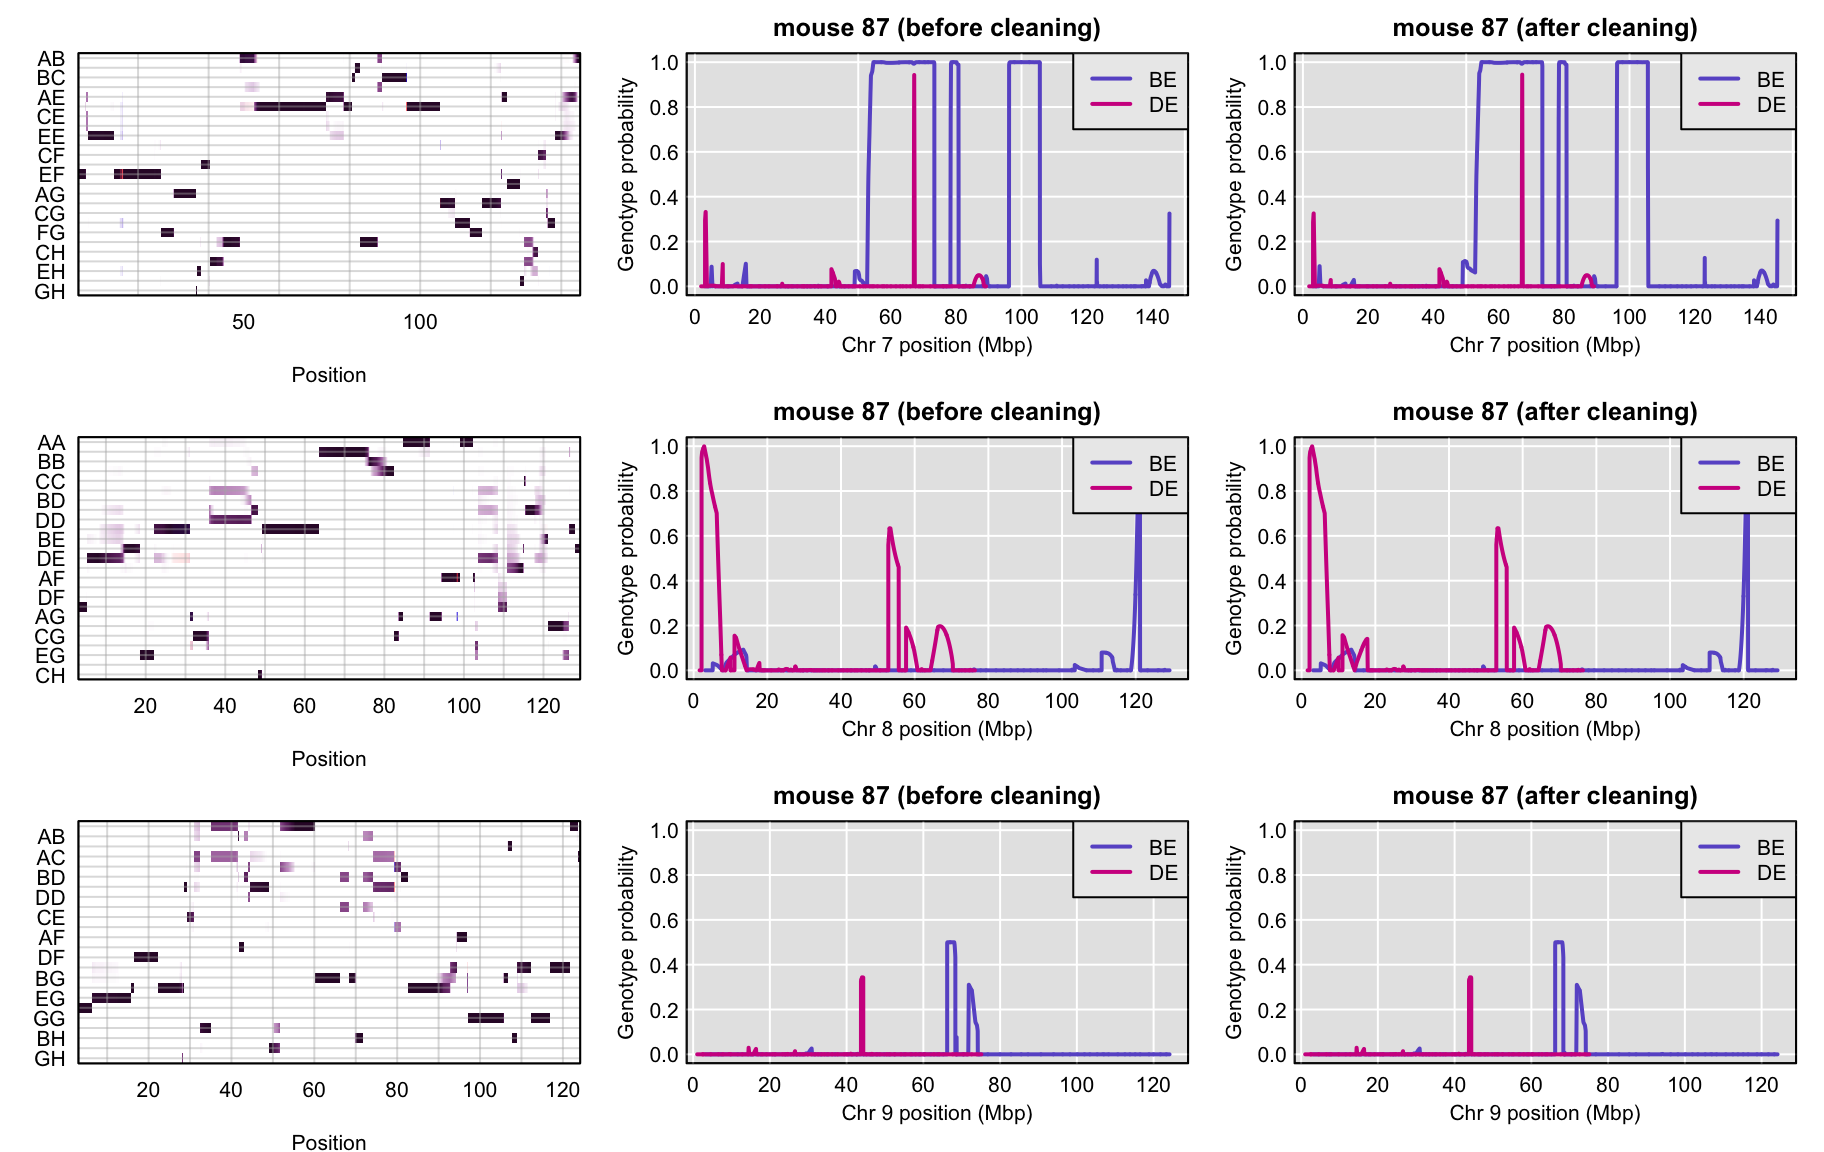 AB
BC
AE
CE
EE
CF
EF
AG
CG
FG
CH
EH
GH
50 100
Position
mouse 87 (before cleaning)
Genotype probability
1.0
0.8
0.6
0.4
0.2
0.0
BE
DE
0 20 40 60 80 100 120 140
Chr 7 position (Mbp)
mouse 87 (after cleaning)
Genotype probability
1.0
0.8
0.6
0.4
0.2
0.0
BE
DE
0 20 40 60 80 100 120 140
Chr 7 position (Mbp)
AA
BB
CC
BD
DD
BE
DE
AF
DF
AG
CG
EG
CH
20 40 60 80 100 120
Position
mouse 87 (before cleaning)
Genotype probability
1.0
0.8
0.6
0.4
0.2
0.0
BE
DE
0 20 40 60 80 100 120
Chr 8 position (Mbp)
mouse 87 (after cleaning)
Genotype probability
1.0
0.8
0.6
0.4
0.2
0.0
BE
DE
0 20 40 60 80 100 120
Chr 8 position (Mbp)
AB
AC
BD
DD
CE
AF
DF
BG
EG
GG
BH
GH
20 40 60 80 100 120
Position
mouse 87 (before cleaning)
Genotype probability
1.0
0.8
0.6
0.4
0.2
0.0
BE
DE
0 20 40 60 80 100 120
Chr 9 position (Mbp)
mouse 87 (after cleaning)
Genotype probability
1.0
0.8
0.6
0.4
0.2
0.0
BE
DE
0 20 40 60 80 100 120
Chr 9 position (Mbp)